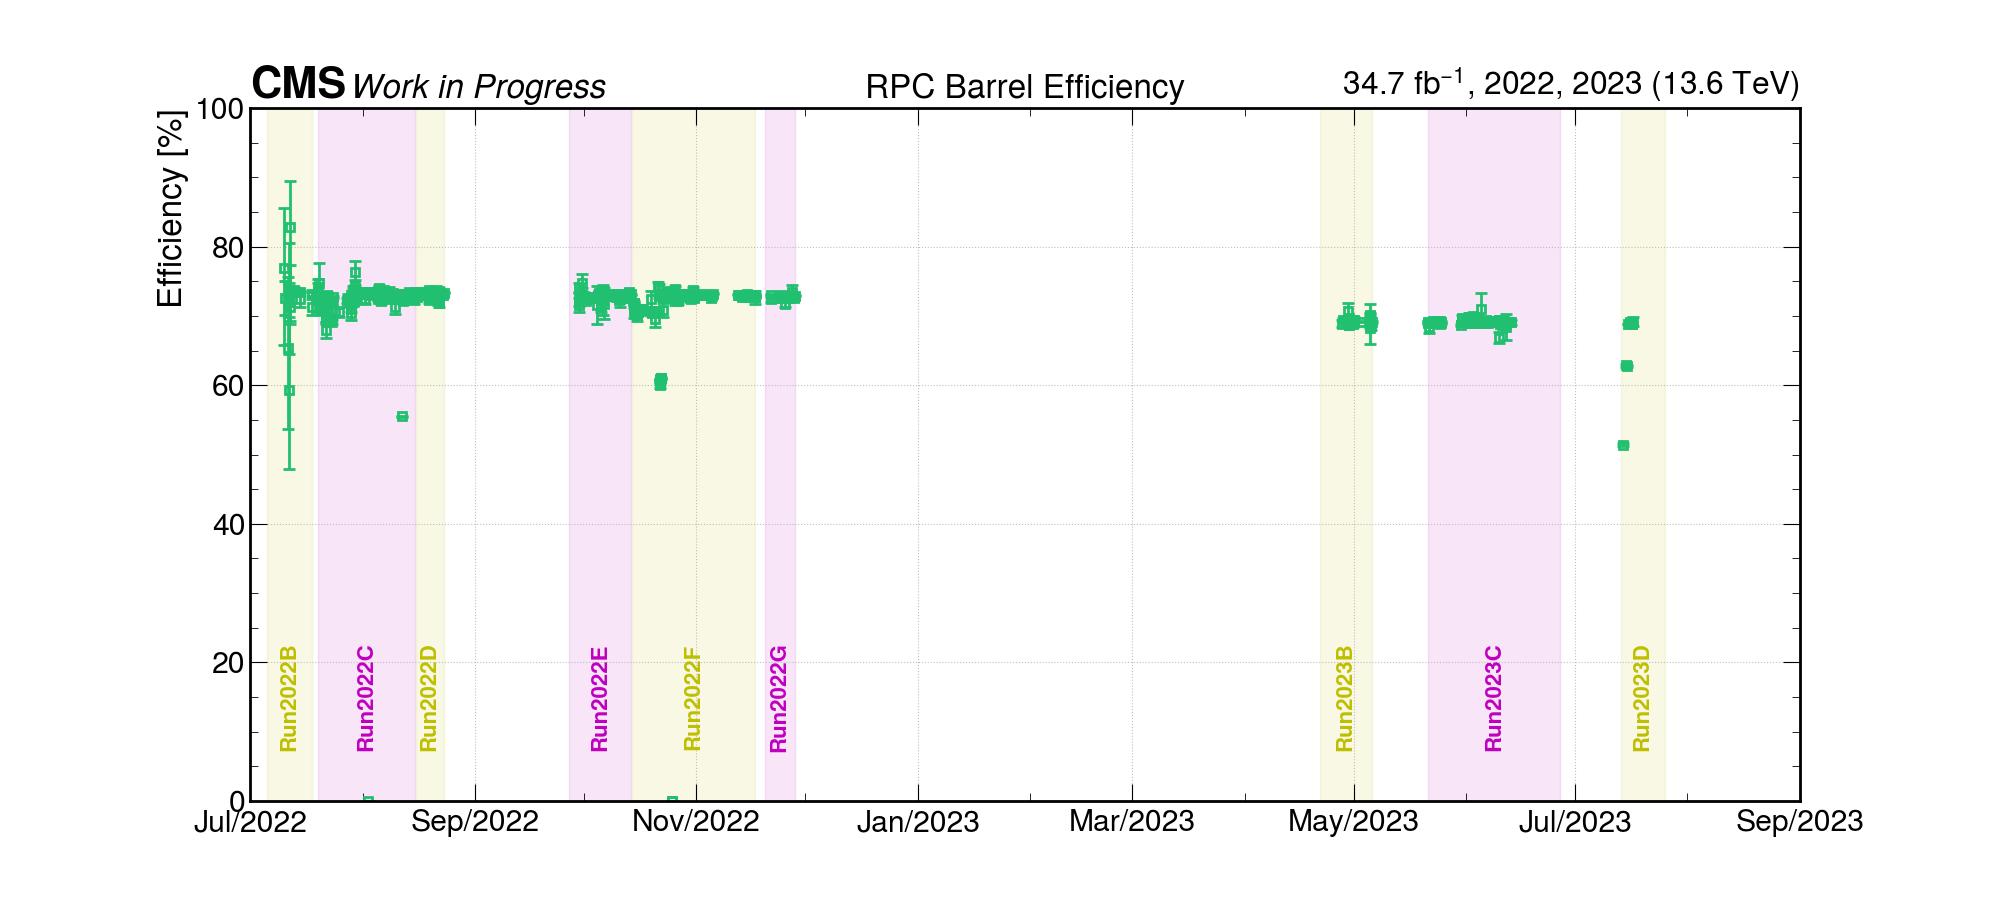 CMS Work in Progress
RPC Barrel Efficiency
34.7 fb⁻¹, 2022, 2023 (13.6 TeV)
Efficiency [%]
100
80
60
40
20
0
Run2022B
Run2022C
Run2022D
Run2022E
Run2022F
Run2022G
Run2023B
Run2023C
Run2023D
Jul/2022
Sep/2022
Nov/2022
Jan/2023
Mar/2023
May/2023
Jul/2023
Sep/2023